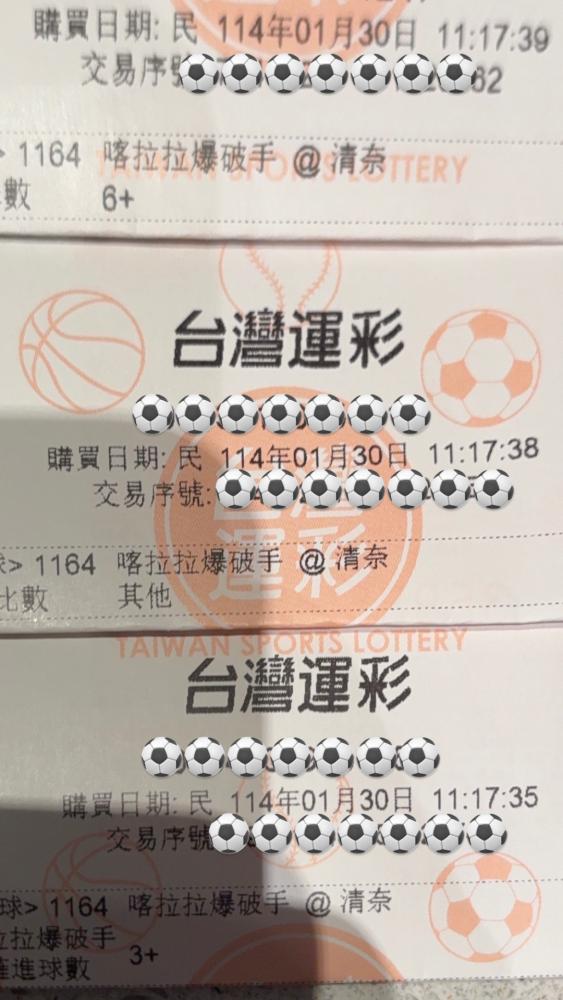 購買日期: 民 114年01月30日 11:17:39
交易序 62
> 1164 喀拉拉爆破手 @ 清奈
TAIWAN SPORTS LOTTERY
數 6+
台灣運彩
購買日期: 民 114年01月30日 11:17:38
交易序號:
運彩
> 1164 喀拉拉爆破手 @ 清奈
比數 其他
TAIWAN SPORTS LOTTERY
台灣運彩
購買日期: 民 114年01月30日 11:17:35
交易序號
球> 1164 喀拉拉爆破手 @ 清奈
拉爆破手
進球數 3+